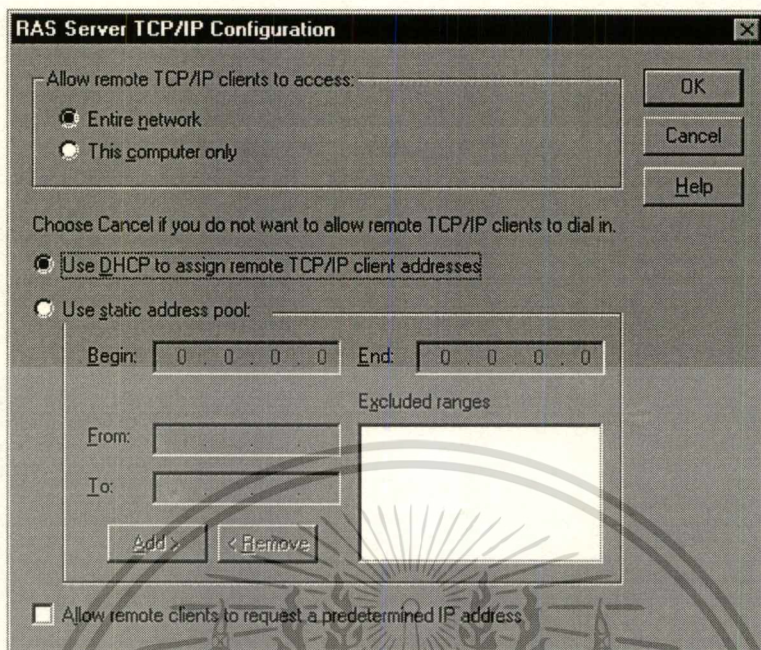 RAS Server TCP/IP Configuration
Allow remote TCP/IP clients to access:
Entire network
This computer only
OK
Cancel
Help
Choose Cancel if you do not want to allow remote TCP/IP clients to dial in.
Use DHCP to assign remote TCP/IP client addresses
Use static address pool:
Begin: 0 . 0 . 0 . 0 End: 0 . 0 . 0 . 0
Excluded ranges
From: . . .
To: . . .
Add > < Remove
Allow remote clients to request a predetermined IP address